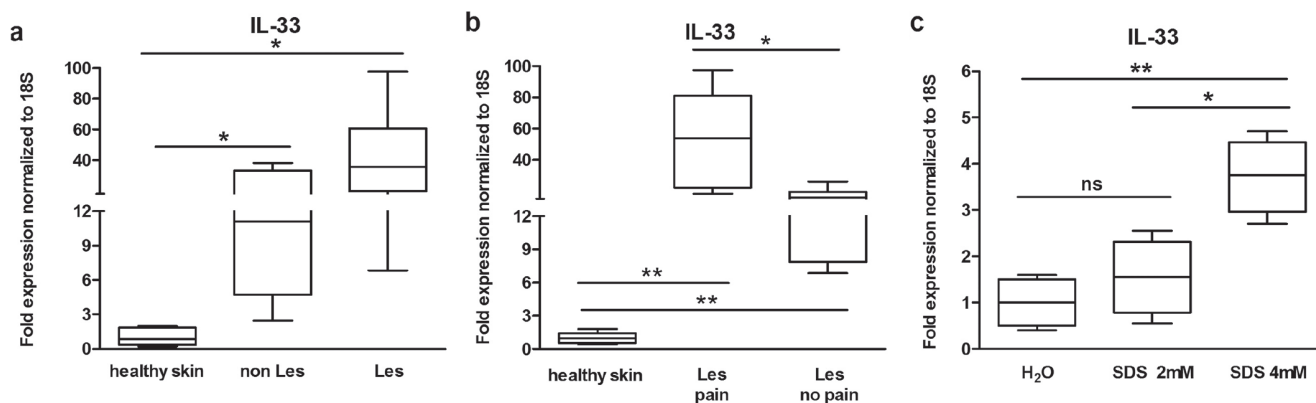 a
IL-33
*
*
Fold expression normalized to 18S
100
80
60
40
12
9
6
3
0
healthy skin
non Les
Les
b
IL-33
*
**
**
Fold expression normalized to 18S
100
80
60
40
12
9
6
3
0
healthy skin
Les
pain
Les
no pain
c
IL-33
**
*
ns
Fold expression normalized to 18S
6
5
4
3
2
1
0
H₂O
SDS 2mM
SDS 4mM